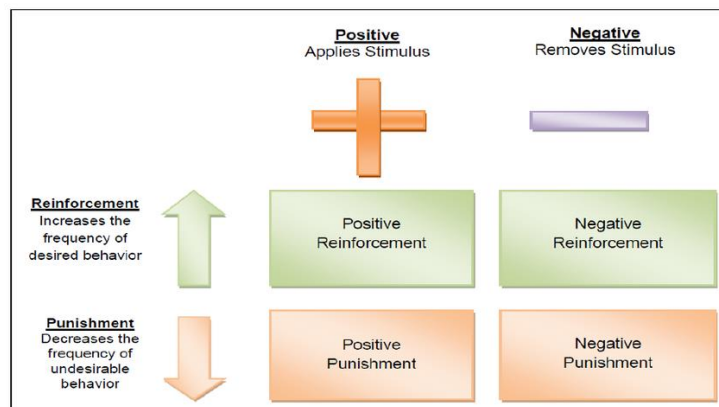 Positive
Applies Stimulus
Negative
Removes Stimulus
Reinforcement
Increases the
frequency of
desired behavior
Positive
Reinforcement
Negative
Reinforcement
Punishment
Decreases the
frequency of
undesirable
behavior
Positive
Punishment
Negative
Punishment